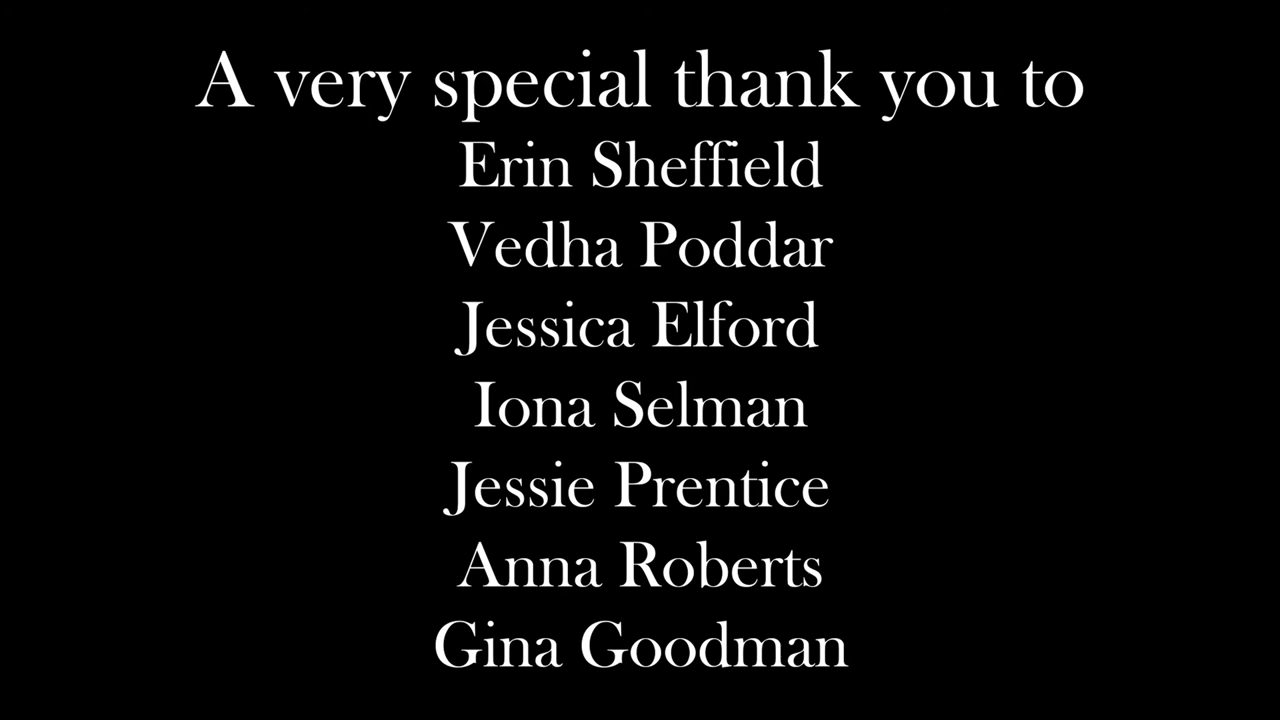 A very special thank you to
Erin Sheffield
Vedha Poddar
Jessica Elford
Iona Selman
Jessie Prentice
Anna Roberts
Gina Goodman